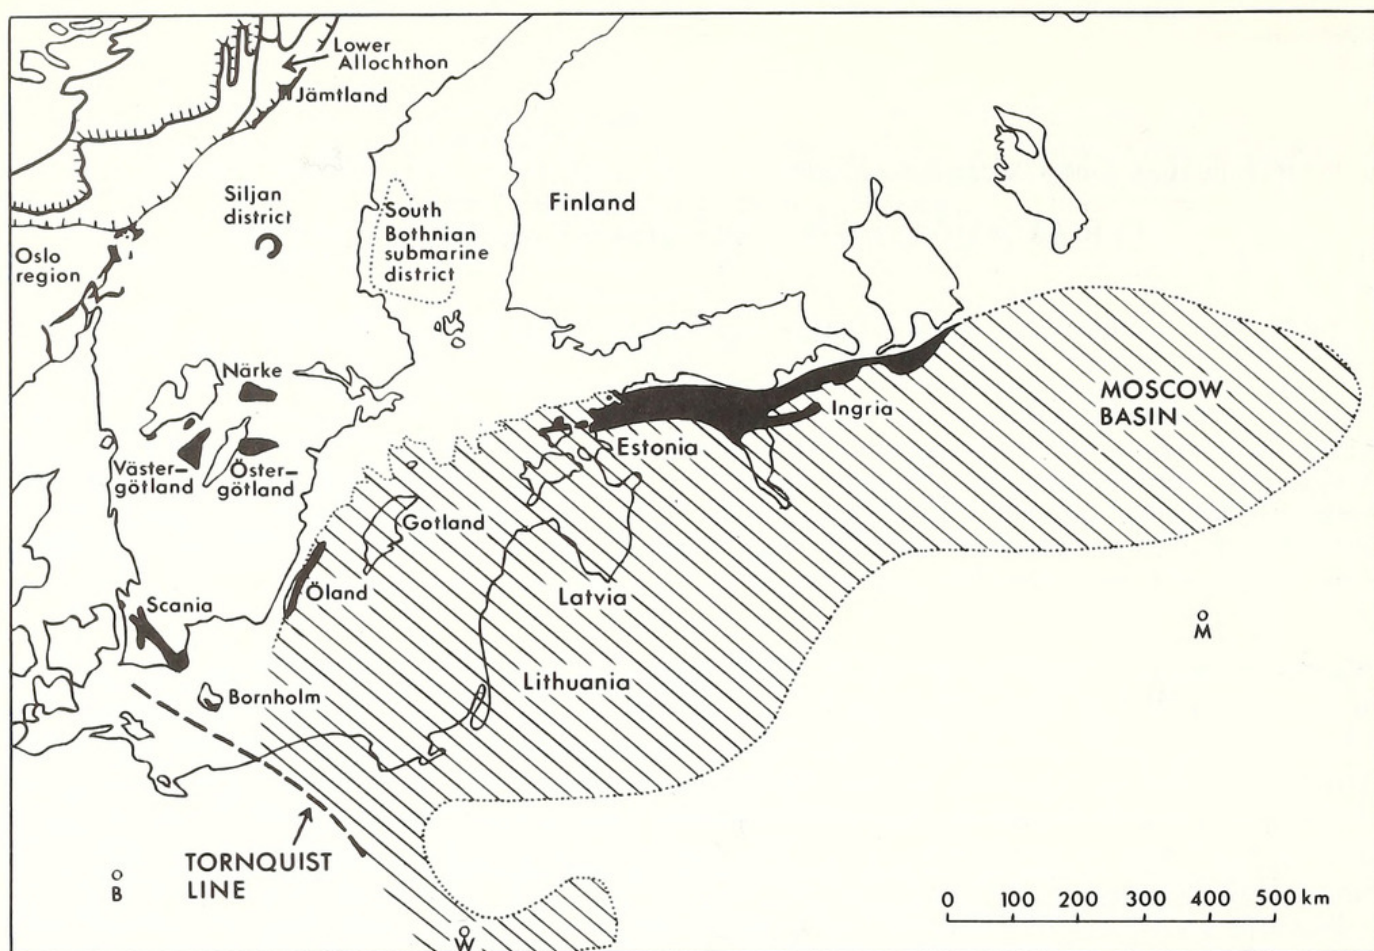 Lower
Allochthon
Jämtland
Siljan
district
South
Bothnian
submarine
district
Finland
Oslo
region
Närke
MOSCOW
BASIN
Ingria
Estonia
Väster-
götland
Öster-
götland
Gotland
Öland
Latvia
Scania
M
Lithuania
Bornholm
TORNQUIST
LINE
B
W
0 100 200 300 400 500 km